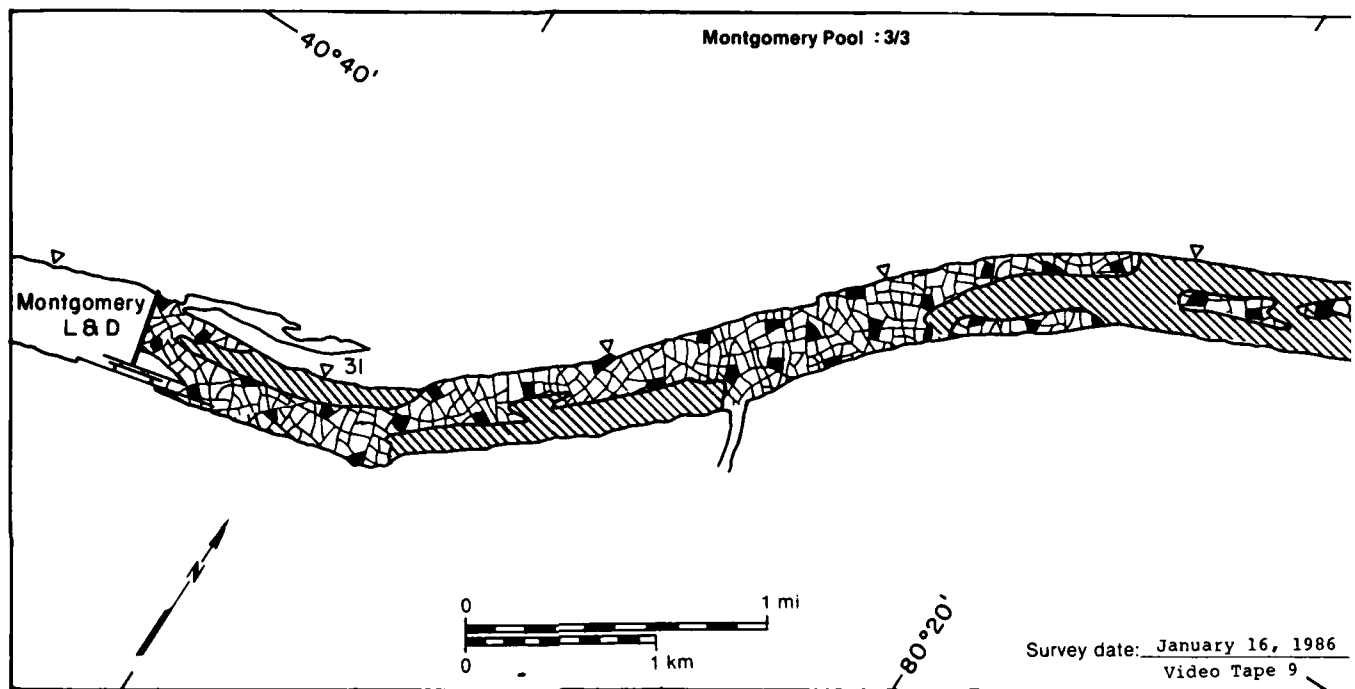 Montgomery Pool : 3/3
40°40'
Montgomery
L & D
31
N
0 1 mi
0 1 km
80°20'
Survey date: January 16, 1986
Video Tape 9